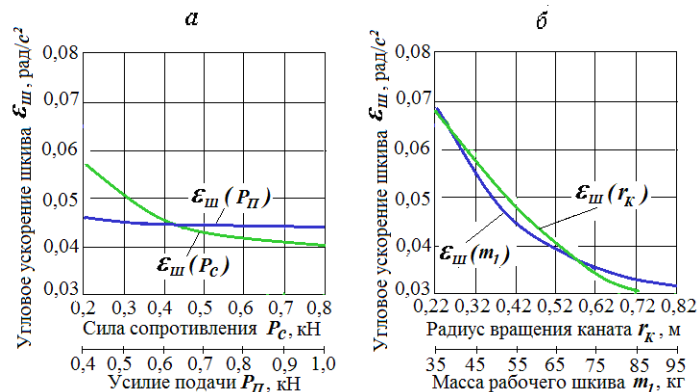 а
б
Угловое ускорение шкива εШ, рад/с²
0,08
0,07
0,06
0,05
0,04
0,03
εШ(PП)
εШ(PС)
0,2 0,3 0,4 0,5 0,6 0,7 0,8
Сила сопротивления PС, кН
0,4 0,5 0,6 0,7 0,8 0,9 1,0
Усилие подачи PП, кН
Угловое ускорение шкива εШ, рад/с²
0,08
0,07
0,06
0,05
0,04
0,03
εШ(rК)
εШ(m1)
0,22 0,32 0,42 0,52 0,62 0,72 0,82
Радиус вращения каната rК, м
35 45 55 65 75 85 95
Масса рабочего шкива m1, кг